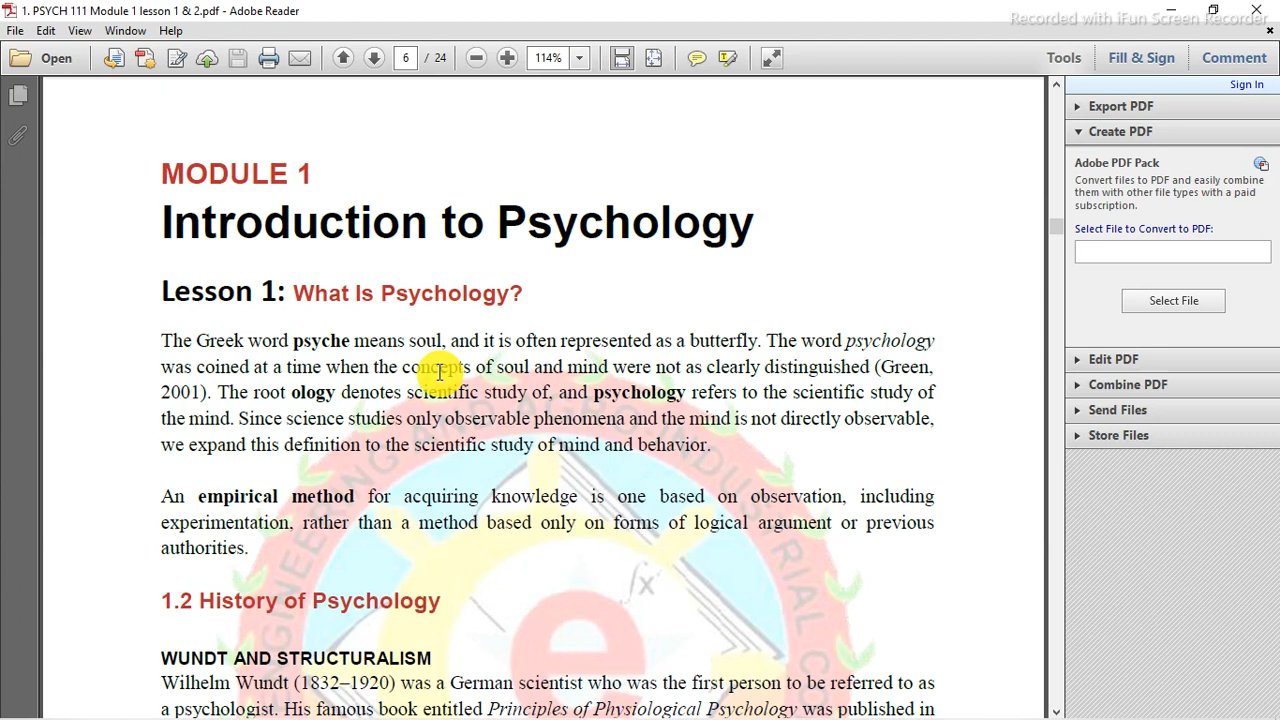 1. PSYCH 111 Module 1 lesson 1 & 2.pdf - Adobe Reader
Recorded with iFun Screen Recorder
File Edit View Window Help
Open 6 / 24 114% Tools Fill & Sign Comment
Sign In
Export PDF
Create PDF
Adobe PDF Pack
Convert files to PDF and easily combine
them with other file types with a paid
subscription.
Select File to Convert to PDF:
Select File
Edit PDF
Combine PDF
Send Files
Store Files
MODULE 1
Introduction to Psychology
Lesson 1: What Is Psychology?
The Greek word psyche means soul, and it is often represented as a butterfly. The word psychology
was coined at a time when the concepts of soul and mind were not as clearly distinguished (Green,
2001). The root ology denotes scientific study of, and psychology refers to the scientific study of
the mind. Since science studies only observable phenomena and the mind is not directly observable,
we expand this definition to the scientific study of mind and behavior.
An empirical method for acquiring knowledge is one based on observation, including
experimentation, rather than a method based only on forms of logical argument or previous
authorities.
1.2 History of Psychology
WUNDT AND STRUCTURALISM
Wilhelm Wundt (1832–1920) was a German scientist who was the first person to be referred to as
a psychologist. His famous book entitled Principles of Physiological Psychology was published in